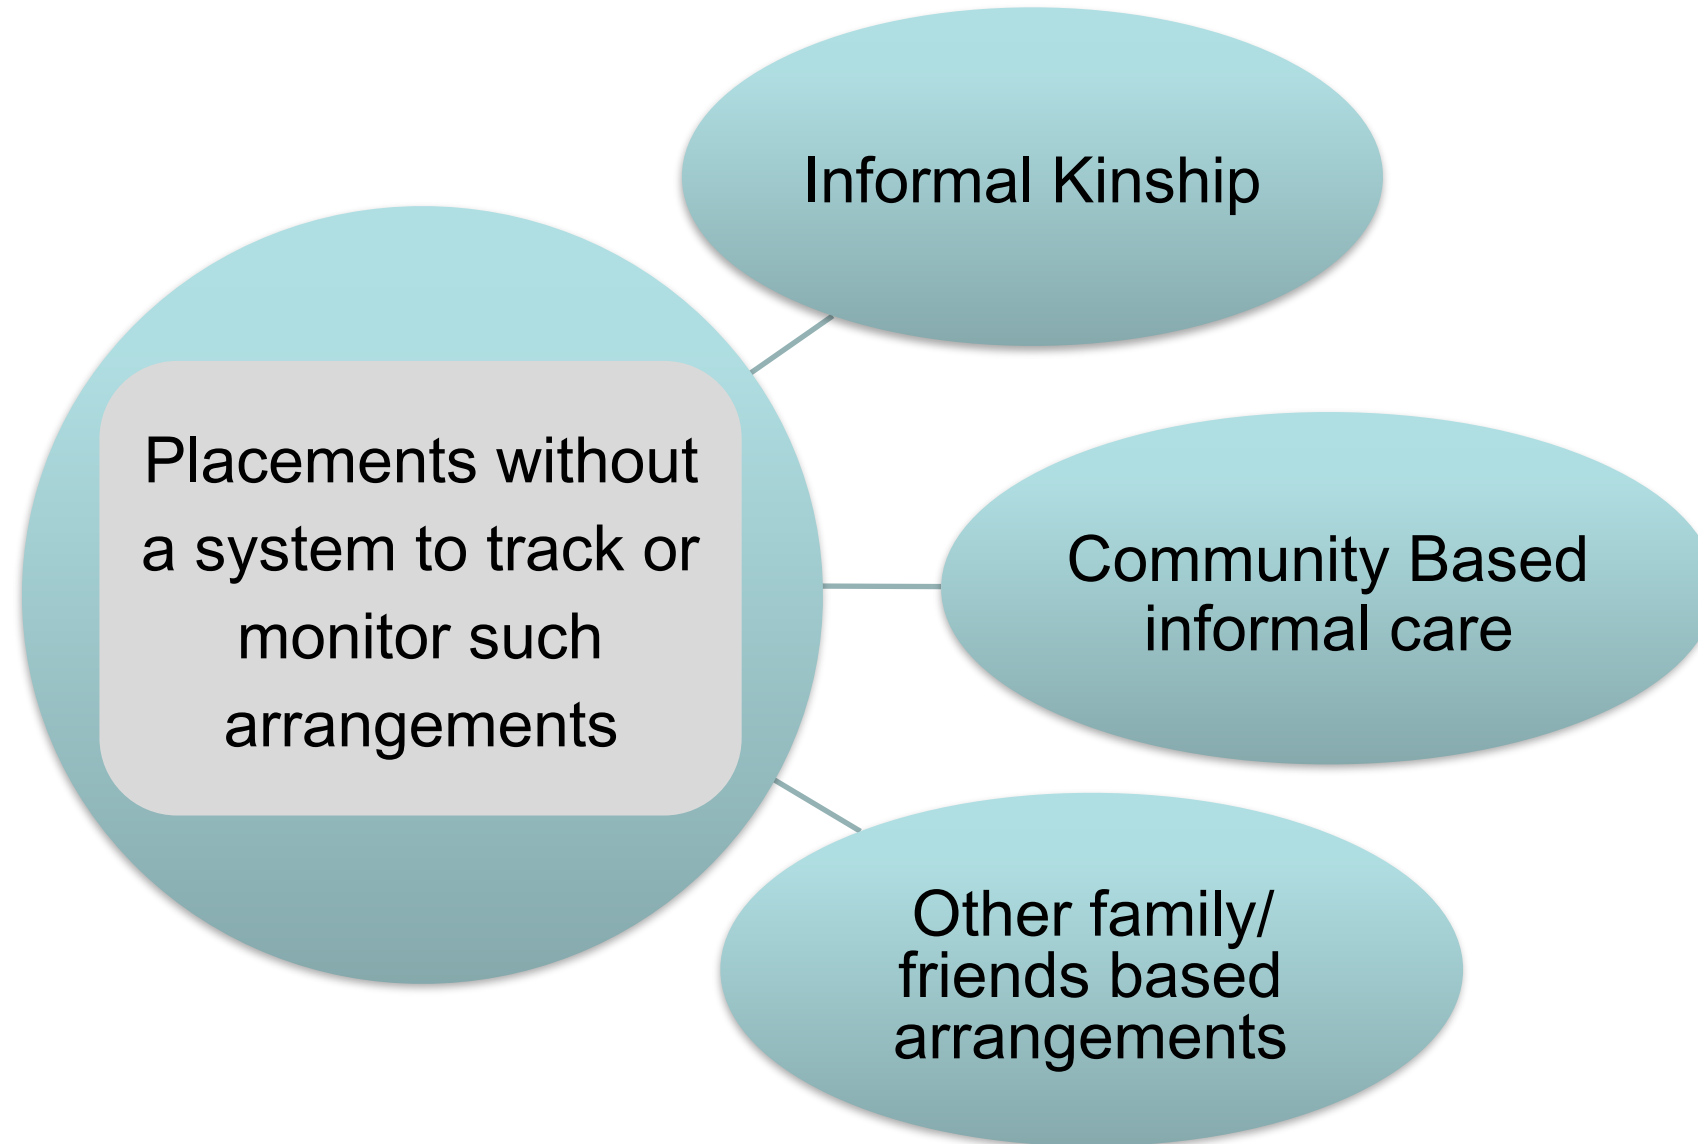 Informal Kinship
Placements without
a system to track or
monitor such
arrangements
Community Based
informal care
Other family/
friends based
arrangements